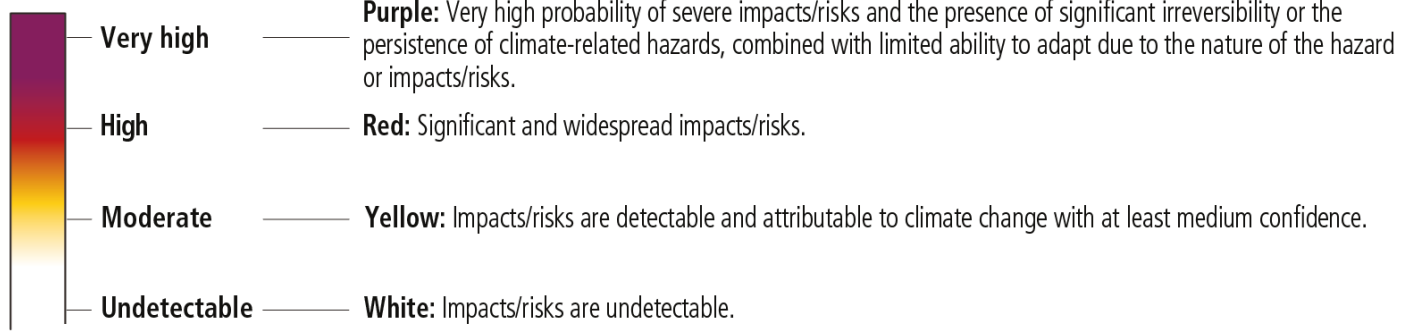 Very high
Purple: Very high probability of severe impacts/risks and the presence of significant irreversibility or the
persistence of climate-related hazards, combined with limited ability to adapt due to the nature of the hazard
or impacts/risks.
High
Red: Significant and widespread impacts/risks.
Moderate
Yellow: Impacts/risks are detectable and attributable to climate change with at least medium confidence.
Undetectable
White: Impacts/risks are undetectable.